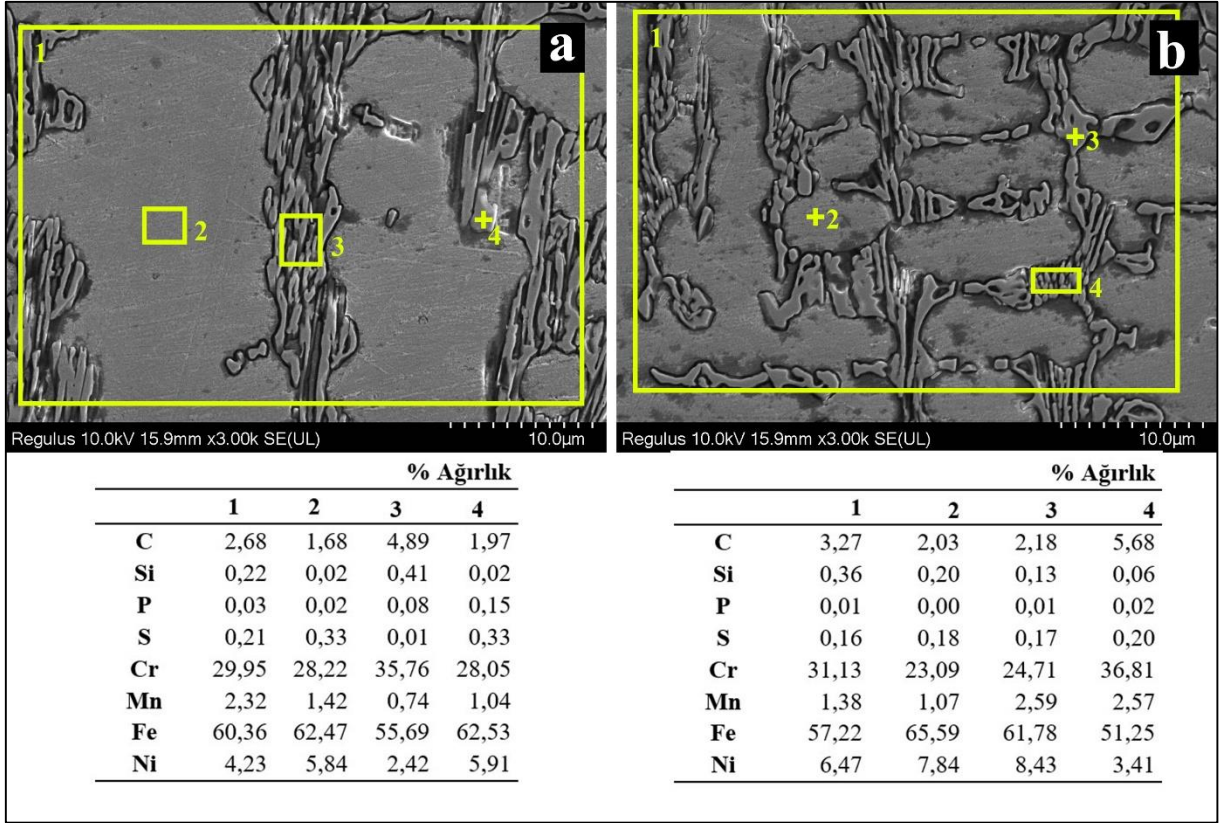 1
a
2
3
4
Regulus 10.0kV 15.9mm x3.00k SE(UL) 10.0µm
1
b
3
2
4
Regulus 10.0kV 15.9mm x3.00k SE(UL) 10.0µm
% Ağırlık
1 2 3 4
C 2,68 1,68 4,89 1,97
Si 0,22 0,02 0,41 0,02
P 0,03 0,02 0,08 0,15
S 0,21 0,33 0,01 0,33
Cr 29,95 28,22 35,76 28,05
Mn 2,32 1,42 0,74 1,04
Fe 60,36 62,47 55,69 62,53
Ni 4,23 5,84 2,42 5,91
% Ağırlık
1 2 3 4
C 3,27 2,03 2,18 5,68
Si 0,36 0,20 0,13 0,06
P 0,01 0,00 0,01 0,02
S 0,16 0,18 0,17 0,20
Cr 31,13 23,09 24,71 36,81
Mn 1,38 1,07 2,59 2,57
Fe 57,22 65,59 61,78 51,25
Ni 6,47 7,84 8,43 3,41